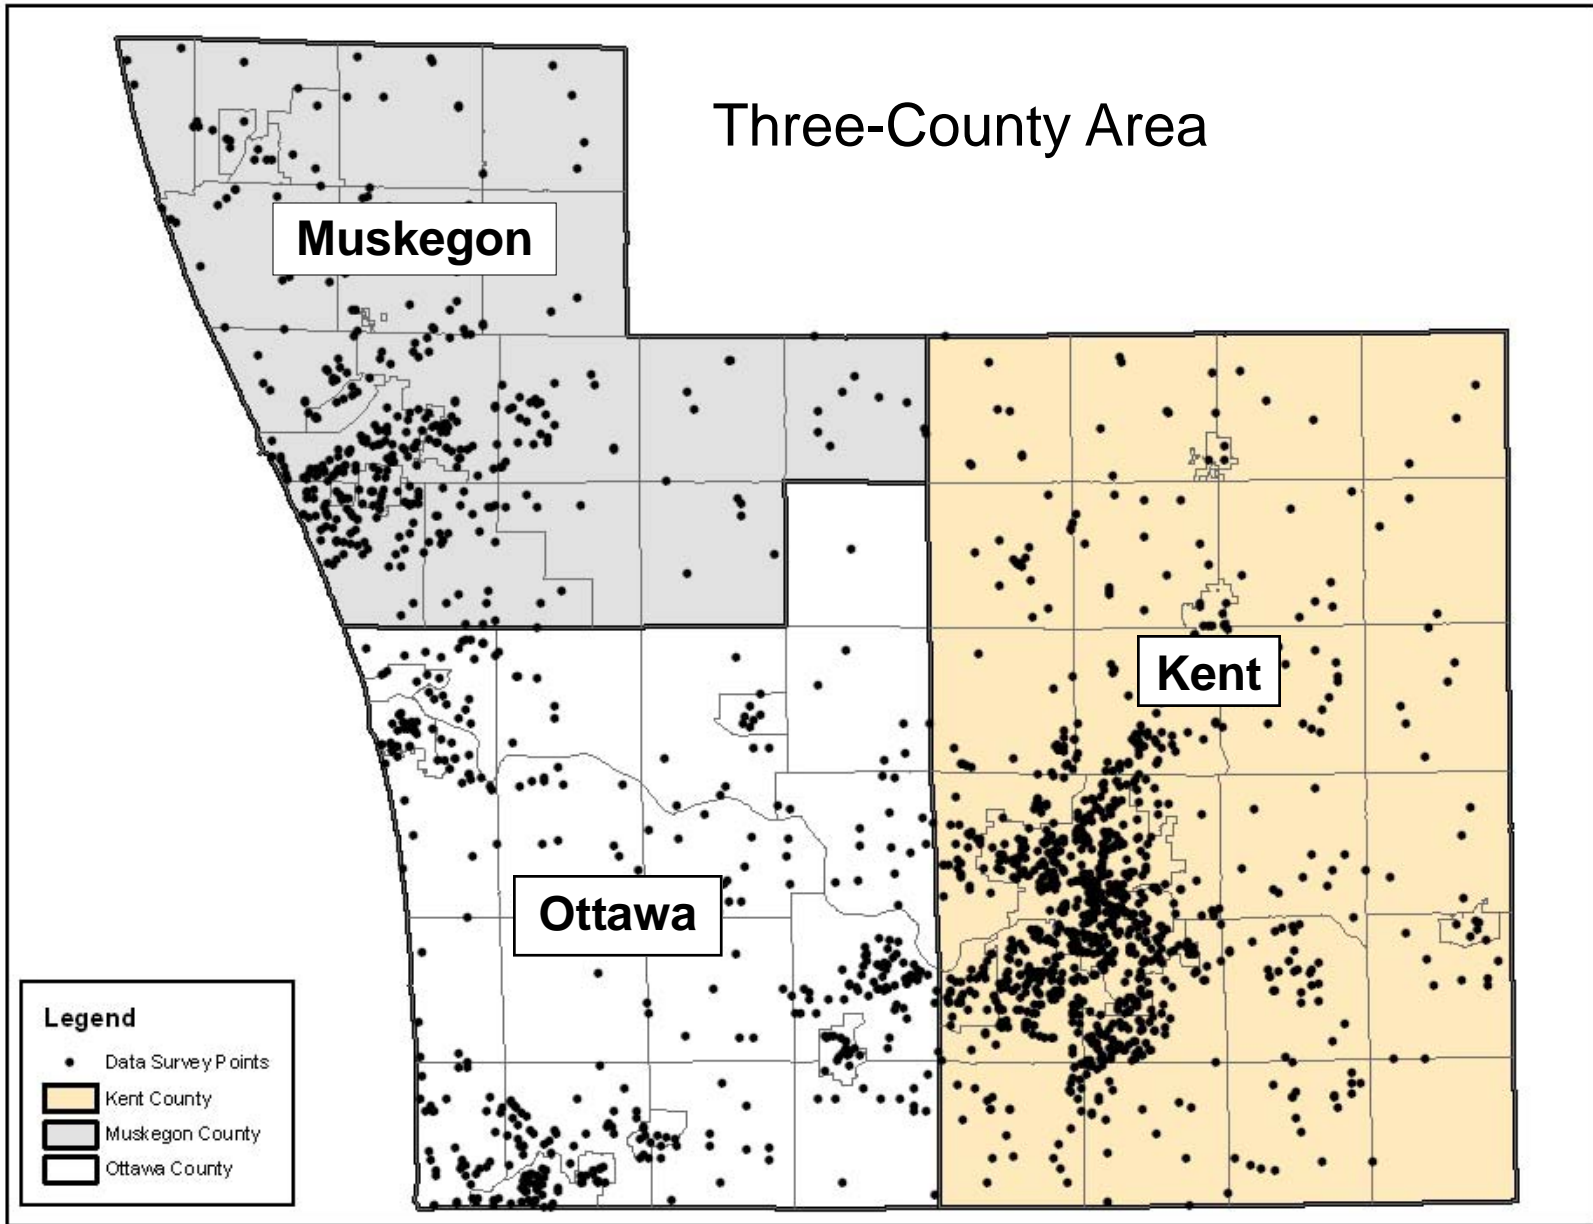 Three-County Area
Muskegon
Kent
Ottawa
Legend
Data Survey Points
Kent County
Muskegon County
Ottawa County